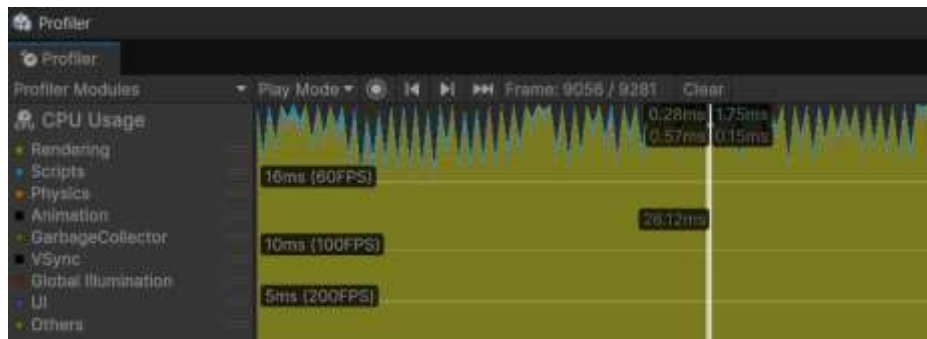 Profiler
Profiler
Profiler Modules Play Mode Frame: 9056 / 9281 Clear
CPU Usage
Rendering
Scripts
Physics
Animation
GarbageCollector
VSync
Global Illumination
UI
Others
0.28ms 1.75ms
0.57ms 0.15ms
16ms (60FPS)
26.12ms
10ms (100FPS)
5ms (200FPS)